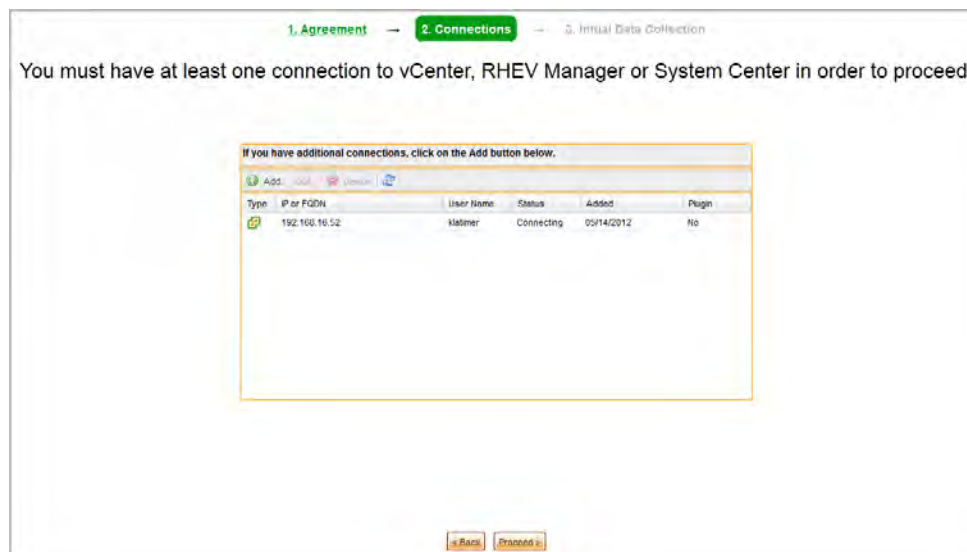 1. Agreement → 2. Connections → 3. Initial Data Collection
You must have at least one connection to vCenter, RHEV Manager or System Center in order to proceed
If you have additional connections, click on the Add button below.
Add Edit Delete
Type IP or FQDN User Name Status Added Plugin
192.168.16.52 klatimer Connecting 05/14/2012 No
« Back Proceed »